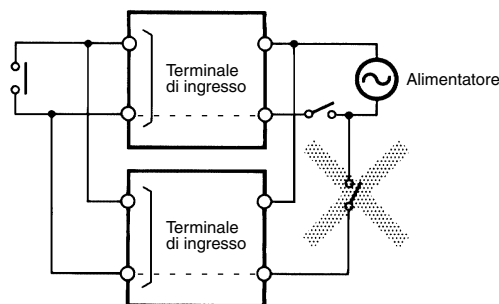 Terminale
di ingresso
Alimentatore
Terminale
di ingresso